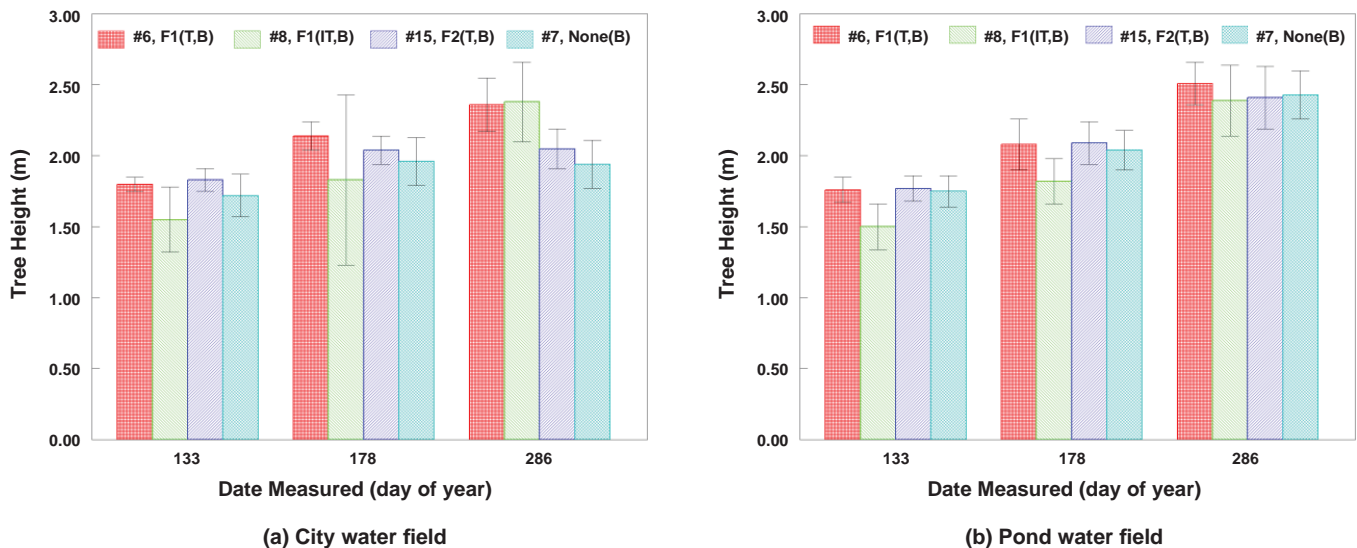 3.00
2.50
2.00
1.50
1.00
0.50
0.00
Tree Height (m)
#6, F1(T,B) #8, F1(IT,B) #15, F2(T,B) #7, None(B)
133 178 286
Date Measured (day of year)
(a) City water field
3.00
2.50
2.00
1.50
1.00
0.50
0.00
Tree Height (m)
#6, F1(T,B) #8, F1(IT,B) #15, F2(T,B) #7, None(B)
133 178 286
Date Measured (day of year)
(b) Pond water field